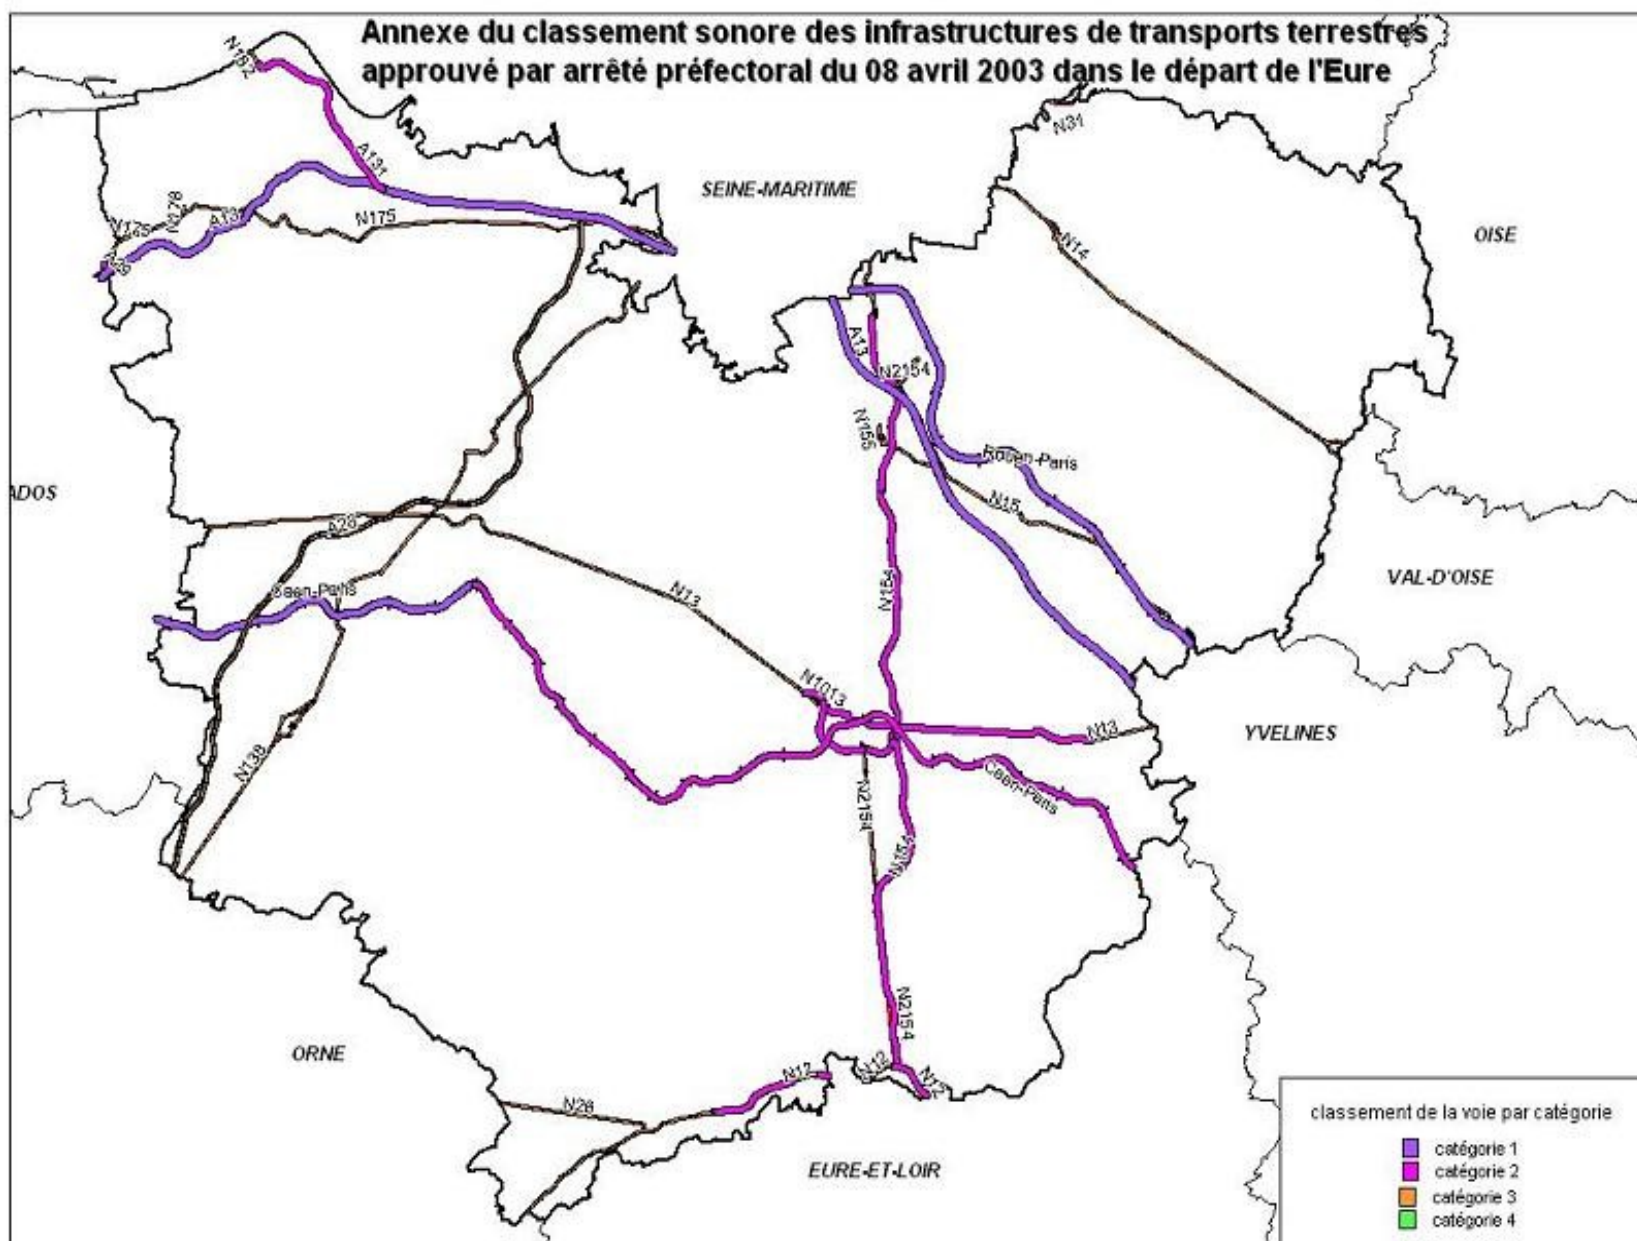 Annexe du classement sonore des infrastructures de transports terrestres
approuvé par arrêté préfectoral du 08 avril 2003 dans le départ de l'Eure
N182
N31
A131
SEINE-MARITIME
N175
N178
A13
N175
N14
OISE
A29
A13
N2154
N155
Rouen-Paris
ADOS
N15
A28
VAL-D'OISE
Caen-Paris
N13
N154
N1013
N13
YVELINES
N138
Caen-Paris
N2154
N154
N2154
ORNE
N12
N12
N12
N26
EURE-ET-LOIR
classement de la voie par catégorie
catégorie 1
catégorie 2
catégorie 3
catégorie 4